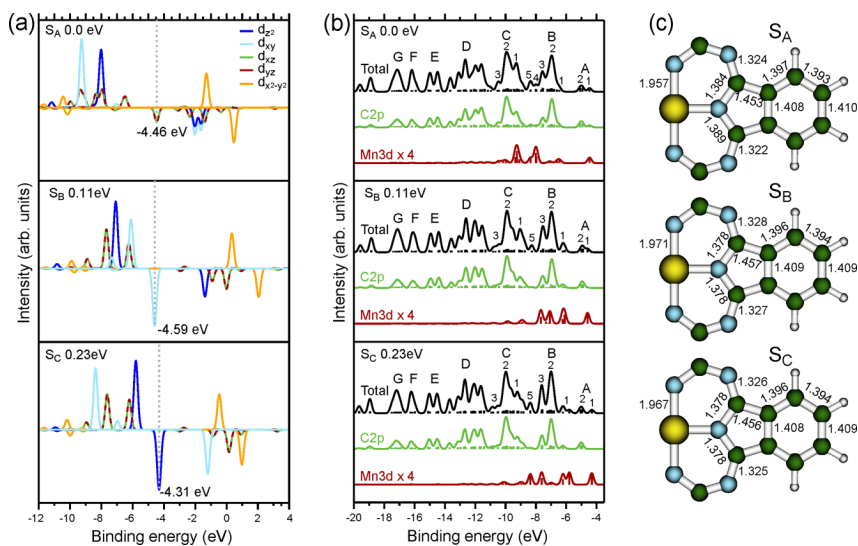 (a)
S_A 0.0 eV
d_z²
d_xy
d_xz
d_yz
d_x²-y²
-4.46 eV
S_B 0.11eV
-4.59 eV
S_C 0.23eV
-4.31 eV
Intensity (arb. units)
-12 -10 -8 -6 -4 -2 0 2 4
Binding energy (eV)
(b)
S_A 0.0 eV
G F E D C B A
2 1 2
3 5 4 3 1 2 1
Total
C2p
Mn3d x 4
S_B 0.11eV
G F E D C B A
2 1 2
3 5 3 1 2 1
Total
C2p
Mn3d x 4
S_C 0.23eV
G F E D C B A
2 1 2
3 5 3 1 2 1
Total
C2p
Mn3d x 4
Intensity (arb. units)
-20 -18 -16 -14 -12 -10 -8 -6 -4
Binding energy (eV)
(c)
S_A
1.324
1.397
1.393
1.957
1.384
1.453
1.408
1.410
1.389
1.322
S_B
1.328
1.396
1.394
1.971
1.378
1.457
1.409
1.409
1.378
1.327
S_C
1.326
1.396
1.394
1.967
1.378
1.456
1.408
1.409
1.378
1.325